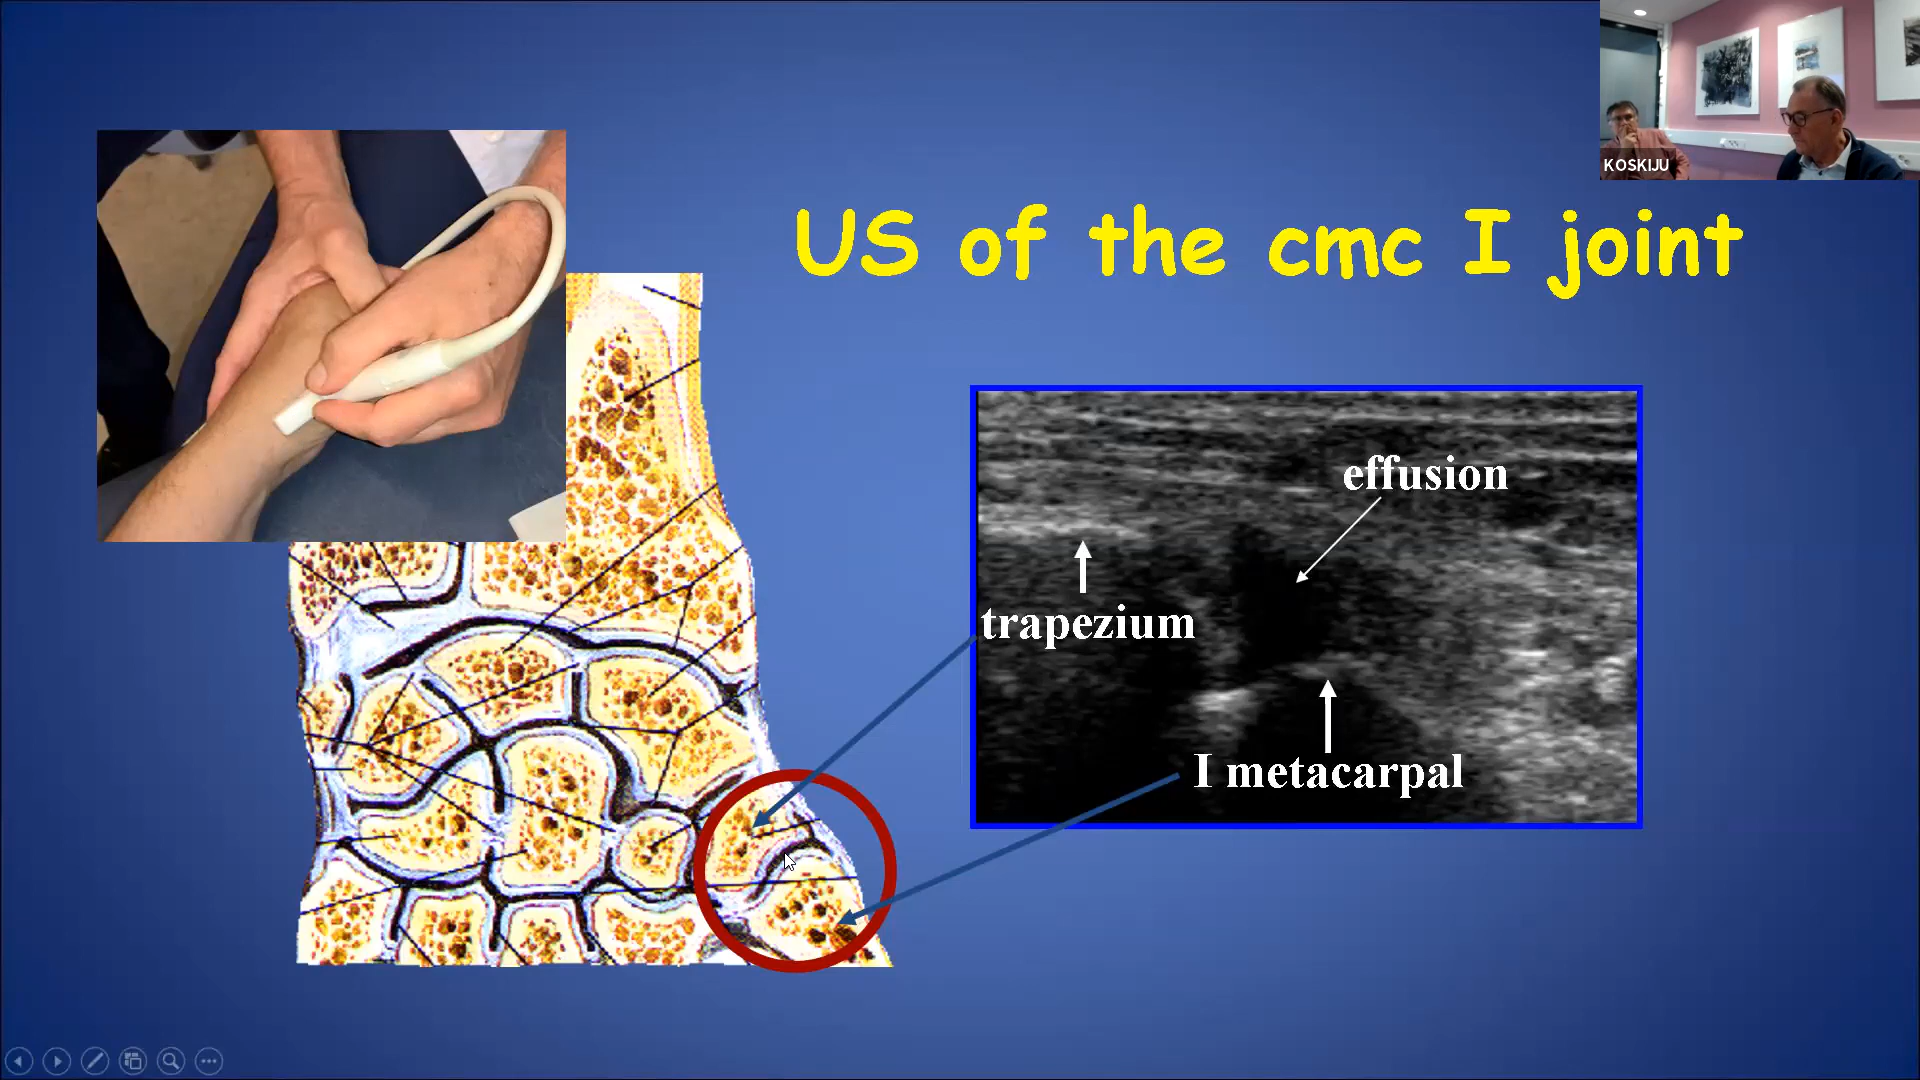 KOSKIJU
US of the cmc I joint
effusion
trapezium
I metacarpal